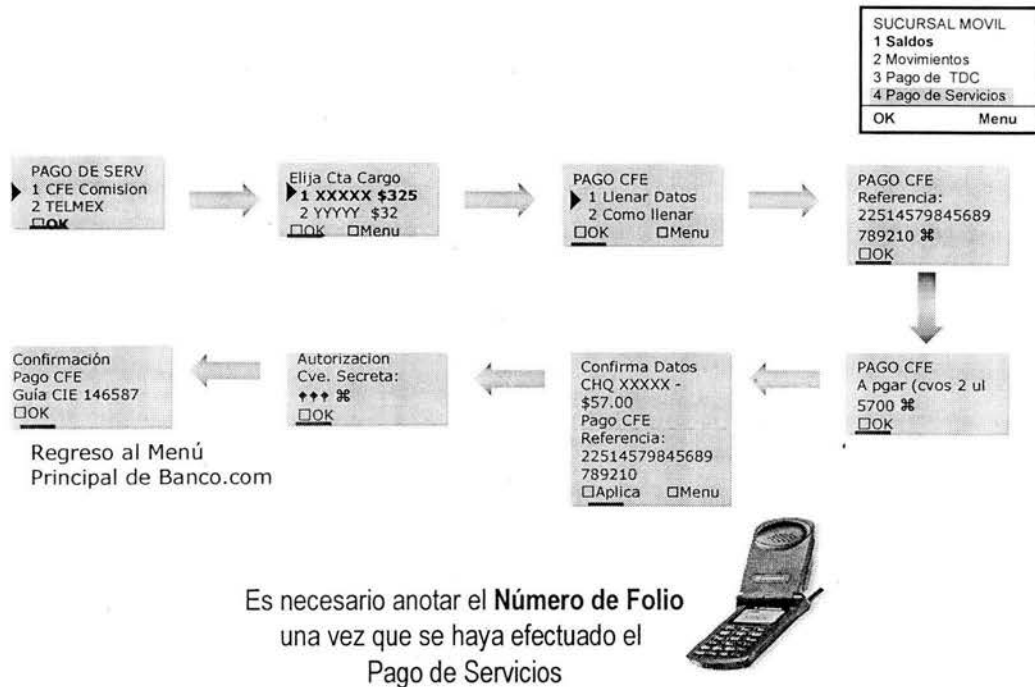 SUCURSAL MOVIL
1 Saldos
2 Movimientos
3 Pago de TDC
4 Pago de Servicios
OK Menu
PAGO DE SERV
1 CFE Comision
2 TELMEX
OK
Elija Cta Cargo
1 XXXXX $325
2 YYYYY $32
OK Menu
PAGO CFE
1 Llenar Datos
2 Como llenar
OK Menu
PAGO CFE
Referencia:
22514579845689
789210 ⌘
OK
PAGO CFE
A pgar (cvos 2 ul
5700 ⌘
OK
Confirma Datos
CHQ XXXXX -
$57.00
Pago CFE
Referencia:
22514579845689
789210
Aplica Menu
Autorizacion
Cve. Secreta:
⌘
OK
Confirmación
Pago CFE
Guía CIE 146587
OK
Regreso al Menú
Principal de Banco.com
Es necesario anotar el Número de Folio
una vez que se haya efectuado el
Pago de Servicios